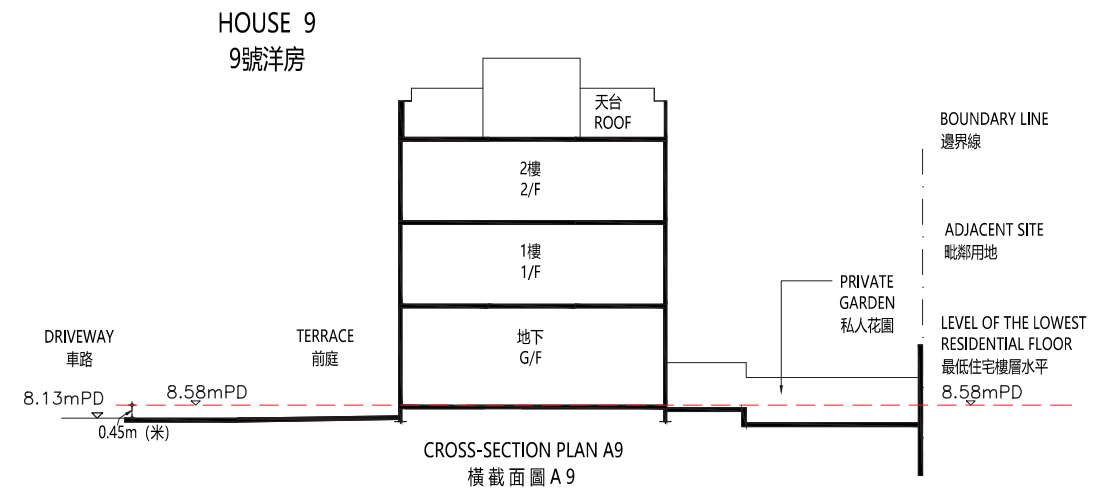 HOUSE 9
9號洋房
天台
ROOF
BOUNDARY LINE
邊界線
2樓
2/F
ADJACENT SITE
毗鄰用地
1樓
1/F
PRIVATE
GARDEN
私人花園
LEVEL OF THE LOWEST
RESIDENTIAL FLOOR
最低住宅樓層水平
8.58mPD
地下
G/F
TERRACE
前庭
DRIVEWAY
車路
8.13mPD
8.58mPD
0.45m (米)
CROSS-SECTION PLAN A9
橫截面圖A9